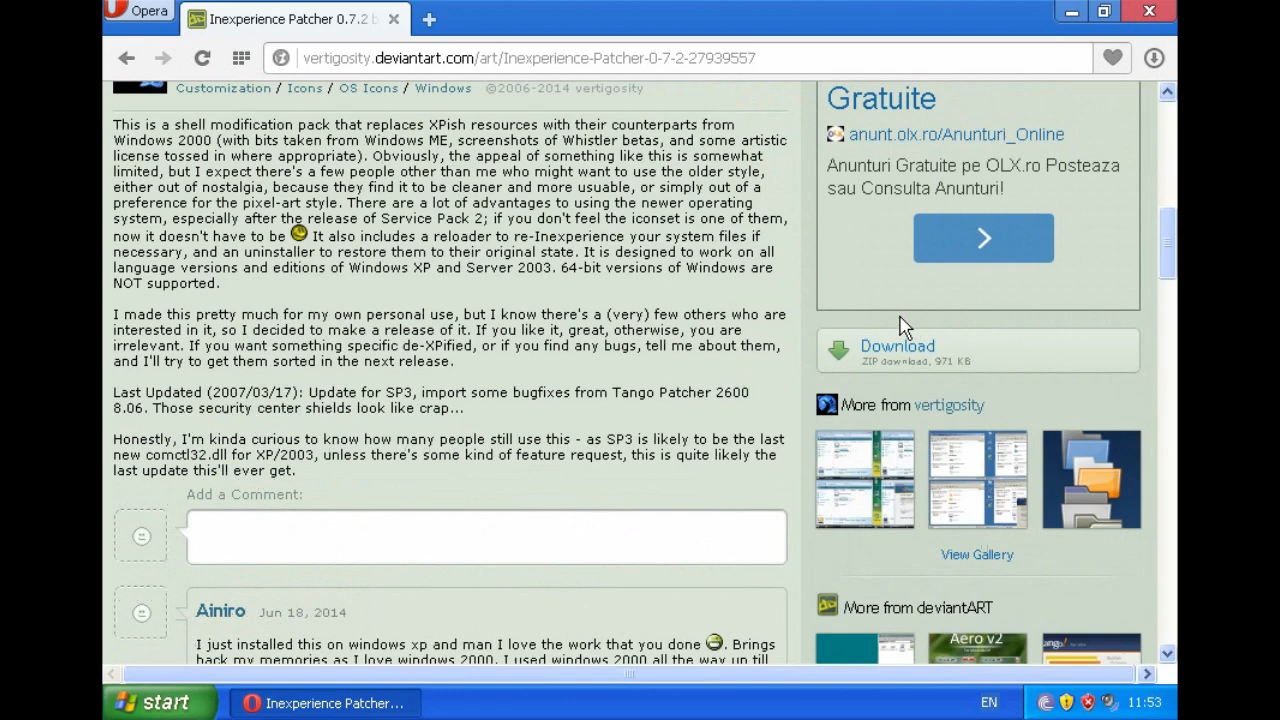 Opera
Inexperience Patcher 0.7.2 b
vertigosity.deviantart.com/art/Inexperience-Patcher-0-7-2-27939557
Customization / Icons / OS Icons / Windows ©2006-2014 vertigosity
This is a shell modification pack that replaces XPish resources with their counterparts from
Windows 2000 (with bits taken from Windows ME, screenshots of Whistler betas, and some artistic
license tossed in where appropriate). Obviously, the appeal of something like this is somewhat
limited, but I expect there's a few people other than me who might want to use the older style,
either out of nostalgia, because they find it to be cleaner and more usuable, or simply out of a
preference for the pixel-art style. There are a lot of advantages to using the newer operating
system, especially after the release of Service Pack 2; if you don't feel the iconset is one of them,
now it doesn't have to be It also includes a reloader to re-Inexperience your system files if
necessary, and an uninstaller to restore them to their original state. It is designed to work on all
language versions and editions of Windows XP and Server 2003. 64-bit versions of Windows are
NOT supported.
I made this pretty much for my own personal use, but I know there's a (very) few others who are
interested in it, so I decided to make a release of it. If you like it, great, otherwise, you are
irrelevant. If you want something specific de-XPified, or if you find any bugs, tell me about them,
and I'll try to get them sorted in the next release.
Last Updated (2007/03/17): Update for SP3, import some bugfixes from Tango Patcher 2600
8.06. Those security center shields look like crap...
Honestly, I'm kinda curious to know how many people still use this - as SP3 is likely to be the last
new comctl32.dll for XP/2003, unless there's some kind of feature request, this is quite likely the
last update this'll ever get.
Add a Comment:
Ainiro Jun 18, 2014
I just installed this on windows xp and man I love the work that you done . Brings
back my memories as I love windows 2000. I used windows 2000 all the way up till
Gratuite
anunt.olx.ro/Anunturi_Online
Anunturi Gratuite pe OLX.ro Posteaza
sau Consulta Anunturi!
Download
ZIP download, 971 KB
More from vertigosity
View Gallery
More from deviantART
Aero v2
ango!
start
Inexperience Patcher...
EN
11:53